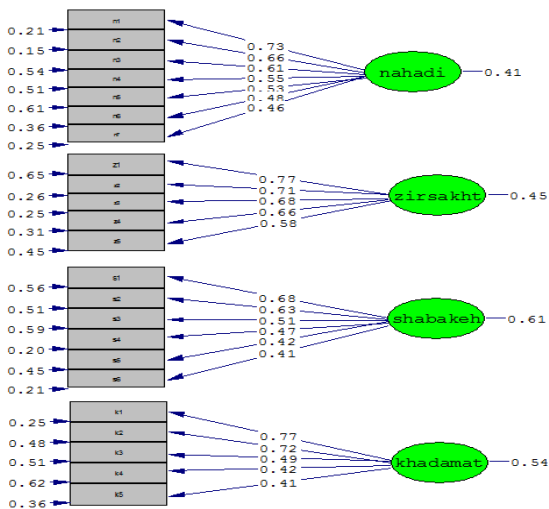 n1
0.21
n2 0.73
0.15
n3 0.66
0.54 0.61
n4 0.55 nahadi 0.41
0.51
n5 0.53
0.61 0.48
n6 0.46
0.36
n7
0.25
z1
0.65 0.77
0.71
0.26 0.68 zirsakht 0.45
0.25
z4 0.66
0.31
z5 0.58
0.45
s1
0.56 0.68
s2
0.51 0.63
s3 0.51 shabakeh 0.61
0.59
s4 0.47
0.20 0.42
s5 0.41
0.45
s6
0.21
k1
0.25
k2 0.77
0.48 0.72
k3 0.49 khadamat 0.54
0.51
k4 0.42
0.62 0.41
k5
0.36